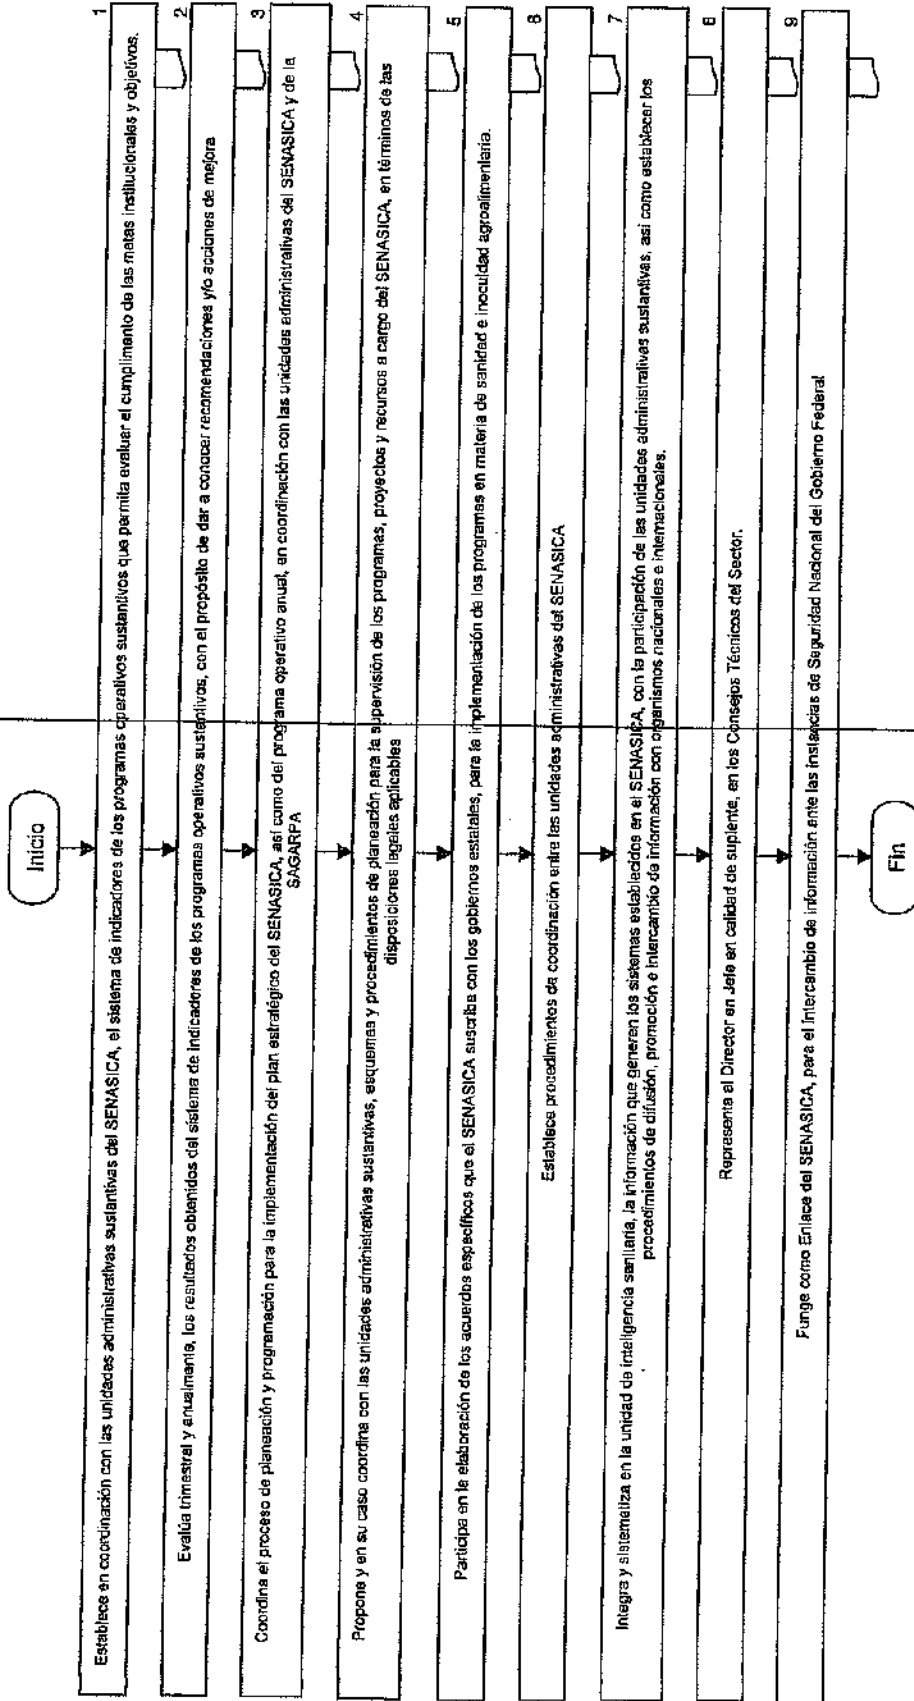 Inicio
1
Establece en coordinación con las unidades administrativas sustantivas del SENASICA, el sistema de indicadores de los programas operativos sustantivos que permita evaluar el cumplimento de las metas institucionales y objetivos.
2
Evalúa trimestral y anualmente, los resultados obtenidos del sistema de indicadores de los programas operativos sustantivos, con el propósito de dar a conocer recomendaciones y/o acciones de mejora
3
Coordina el proceso de planeación y programación para la implementación del plan estratégico del SENASICA, así como del programa operativo anual, en coordinación con las unidades administrativas del SENASICA y de la
SAGARPA
4
Propone y en su caso coordina con las unidades administrativas sustantivas, esquemas y procedimientos de planeación para la supervisión de los programas, proyectos y recursos a cargo del SENASICA, en términos de las
disposiciones legales aplicables
5
Participa en la elaboración de los acuerdos específicos que el SENASICA suscriba con los gobiernos estatales, para la implementación de los programas en materia de sanidad e inocuidad agroalimentaria.
6
Establece procedimientos de coordinación entre las unidades administrativas del SENASICA
7
Integra y sistematiza en la unidad de inteligencia sanitaria, la información que generen los sistemas establecidos en el SENASICA, con la participación de las unidades administrativas sustantivas, así como establecer los
procedimientos de difusión, promoción e intercambio de información con organismos nacionales e internacionales.
8
Representa al Director en Jefe en calidad de suplente, en los Consejos Técnicos del Sector.
9
Funge como Enlace del SENASICA, para el intercambio de información ante las instancias de Seguridad Nacional del Gobierno Federal
Fin